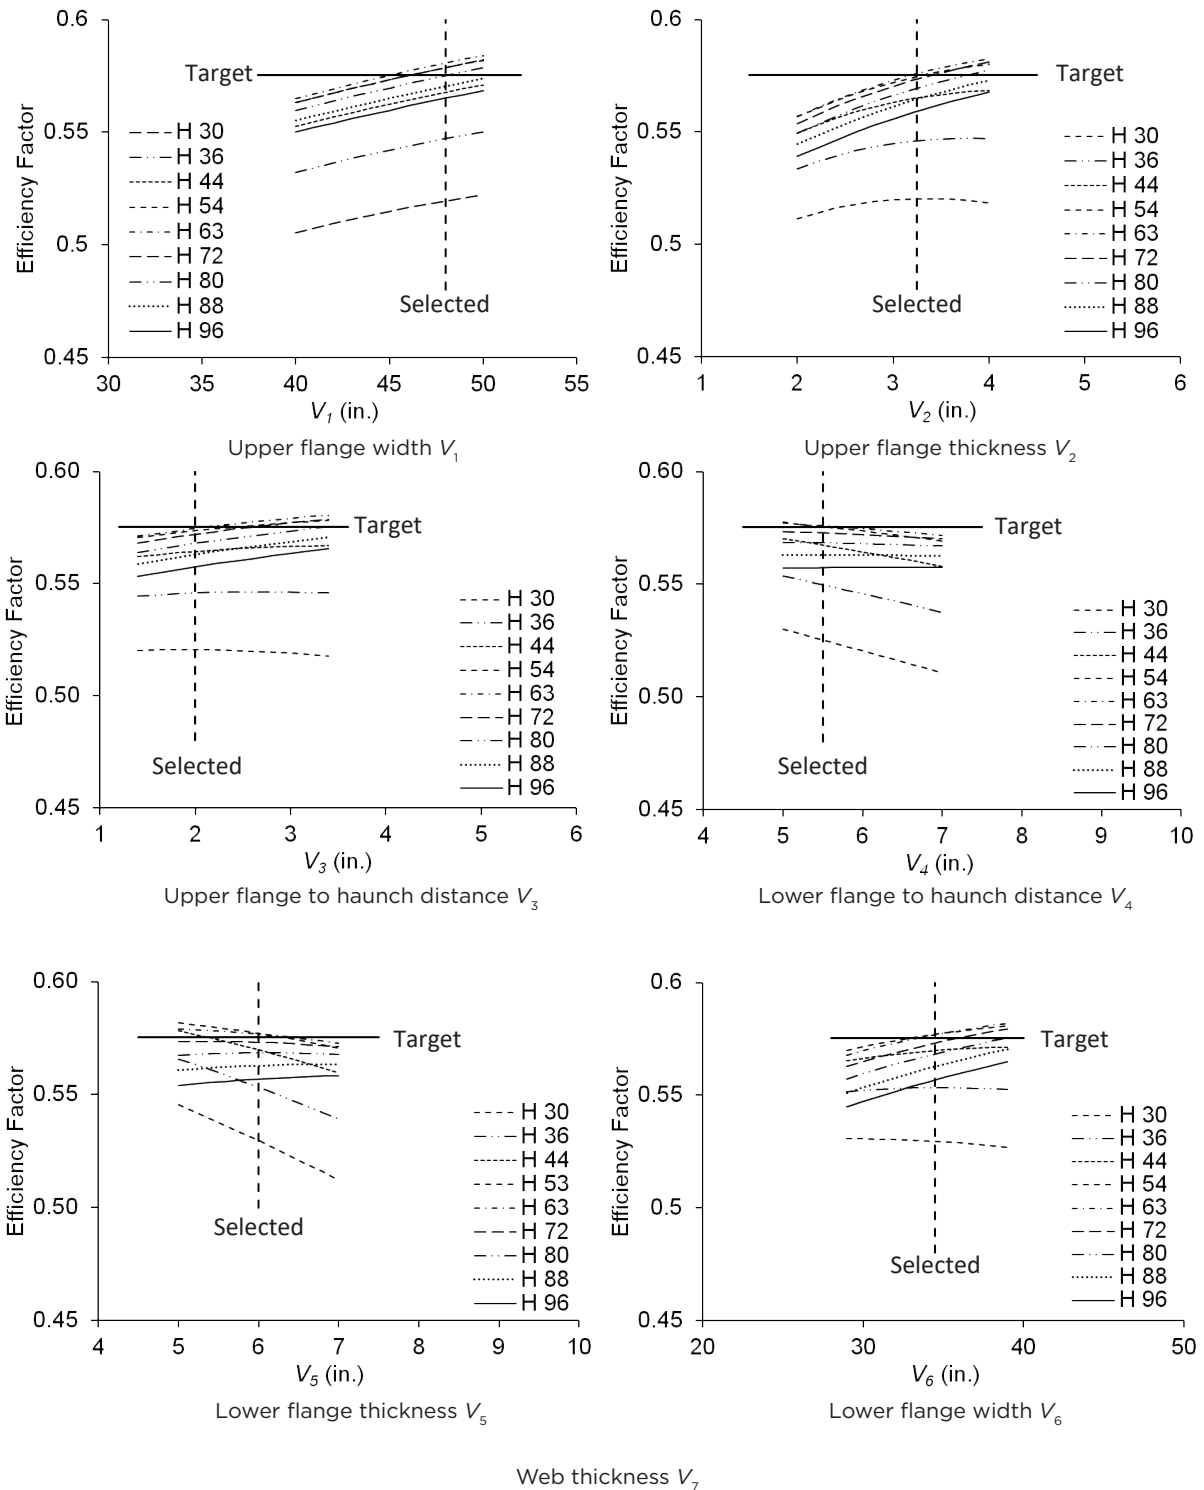 0.6
0.55
0.5
0.45
Efficiency Factor
Target
H 30
H 36
H 44
H 54
H 63
H 72
H 80
H 88
H 96
Selected
30 35 40 45 50 55
V1 (in.)
Upper flange width V1
0.6
0.55
0.5
0.45
Efficiency Factor
Target
H 30
H 36
H 44
H 54
H 63
H 72
H 80
H 88
H 96
Selected
1 2 3 4 5 6
V2 (in.)
Upper flange thickness V2
0.60
0.55
0.50
0.45
Efficiency Factor
Target
H 30
H 36
H 44
H 54
H 63
H 72
H 80
H 88
H 96
Selected
1 2 3 4 5 6
V3 (in.)
Upper flange to haunch distance V3
0.60
0.55
0.50
0.45
Efficiency Factor
Target
H 30
H 36
H 44
H 54
H 63
H 72
H 80
H 88
H 96
Selected
4 5 6 7 8 9 10
V4 (in.)
Lower flange to haunch distance V4
0.60
0.55
0.50
0.45
Efficiency Factor
Target
H 30
H 36
H 44
H 53
H 63
H 72
H 80
H 88
H 96
Selected
4 5 6 7 8 9 10
V5 (in.)
Lower flange thickness V5
0.6
0.55
0.5
0.45
Efficiency Factor
Target
H 30
H 36
H 44
H 54
H 63
H 72
H 80
H 88
H 96
Selected
20 30 40 50
V6 (in.)
Lower flange width V6
Web thickness V7